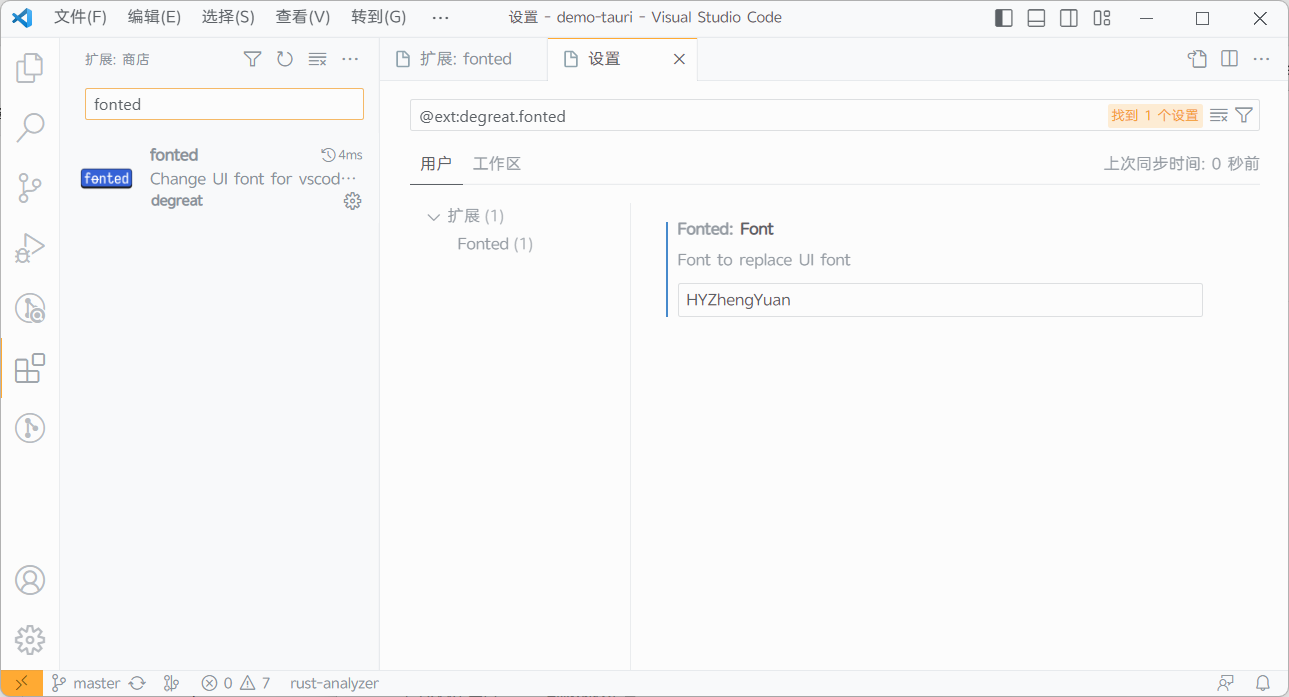 文件(F) 编辑(E) 选择(S) 查看(V) 转到(G) ··· 设置 - demo-tauri - Visual Studio Code
扩展: 商店
扩展: fonted
设置
fonted
fonted
fonted
4ms
Change UI font for vscod···
degreat
@ext:degreat.fonted
找到 1 个设置
用户 工作区
上次同步时间: 0 秒前
扩展 (1)
Fonted (1)
Fonted: Font
Font to replace UI font
HYZhengYuan
master 0 7 rust-analyzer